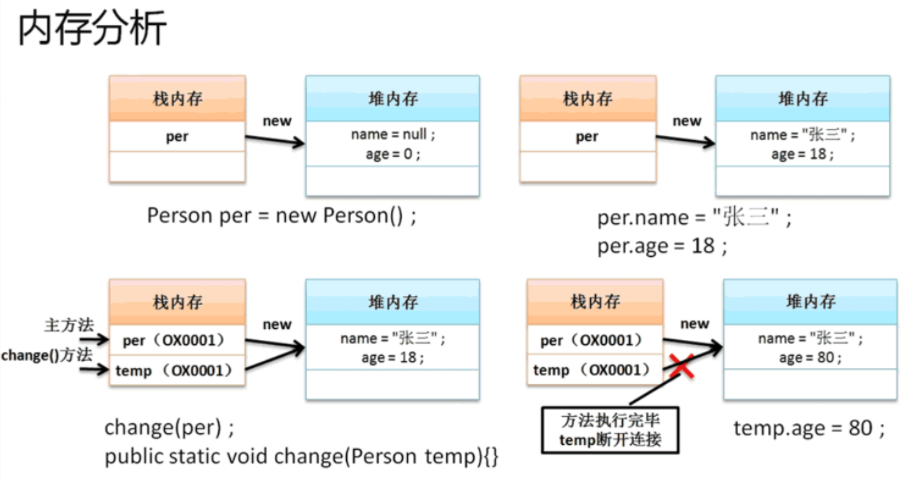 内存分析
栈内存
per
new
堆内存
name = null ;
age = 0 ;
Person per = new Person() ;
栈内存
per
new
堆内存
name = "张三" ;
age = 18 ;
per.name = "张三" ;
per.age = 18 ;
主方法
change()方法
栈内存
per（OX0001）
temp （OX0001）
new
堆内存
name = "张三" ;
age = 18 ;
change(per) ;
public static void change(Person temp){}
栈内存
per（OX0001）
temp （OX0001）
new
堆内存
name = "张三" ;
age = 80 ;
方法执行完毕
temp断开连接
temp.age = 80 ;